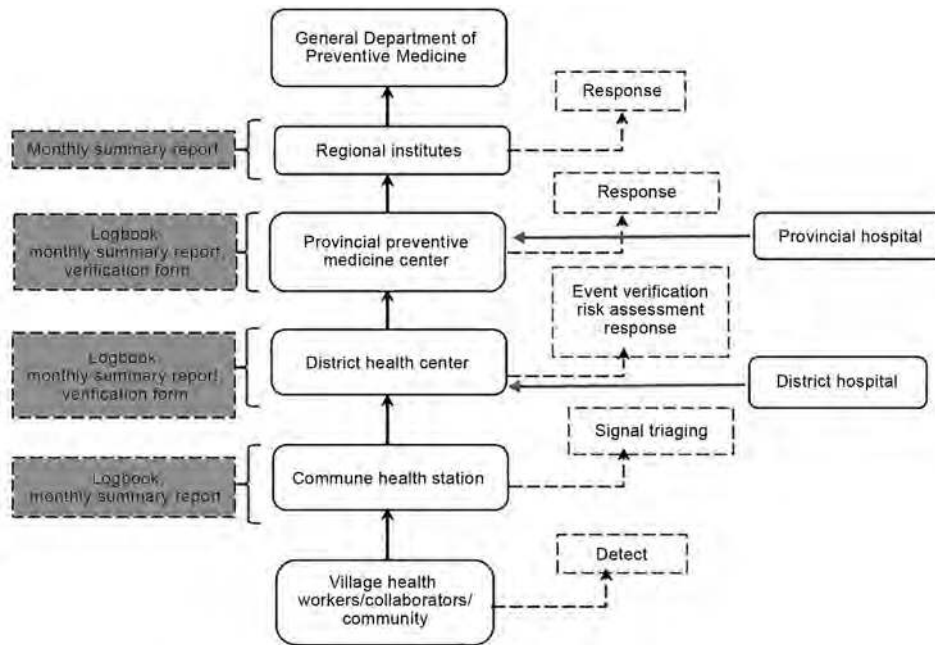 General Department of
Preventive Medicine
Response
Monthly summary report
Regional institutes
Response
Logbook,
monthly summary report,
verification form
Provincial preventive
medicine center
Provincial hospital
Event verification
risk assessment
response
Logbook,
monthly summary report,
verification form
District health center
District hospital
Signal triaging
Logbook,
monthly summary report
Commune health station
Detect
Village health
workers/collaborators/
community